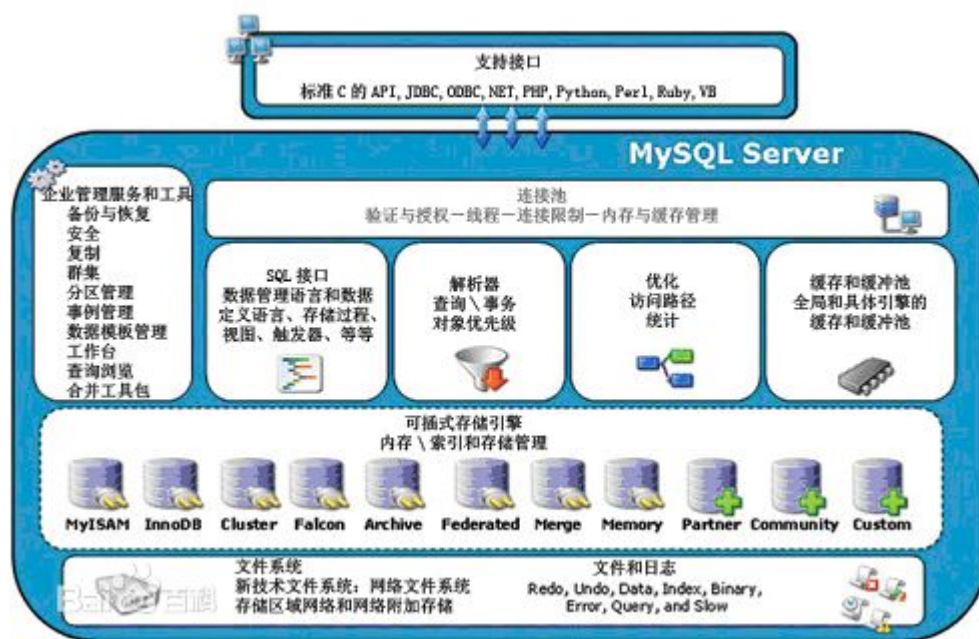 支持接口
标准 C 的 API, JDBC, ODBC, NET, PHP, Python, Perl, Ruby, VB
MySQL Server
企业管理服务和工具
备份与恢复
安全
复制
群集
分区管理
事例管理
数据模板管理
工作台
查询浏览
合并工具包
连接池
验证与授权—线程—连接限制—内存与缓存管理
SQL 接口
数据管理语言和数据
定义语言、存储过程、
视图、触发器、等等
解析器
查询 \ 事务
对象优先级
优化
访问路径
统计
缓存和缓冲池
全局和具体引擎的
缓存和缓冲池
可插式存储引擎
内存 \ 索引和存储管理
MyISAM InnoDB Cluster Falcon Archive Federated Merge Memory Partner Community Custom
文件系统
新技术文件系统：网络文件系统
存储区域网络和网络附加存储
文件和日志
Redo, Undo, Data, Index, Binary,
Error, Query, and Slow
Baidu百科